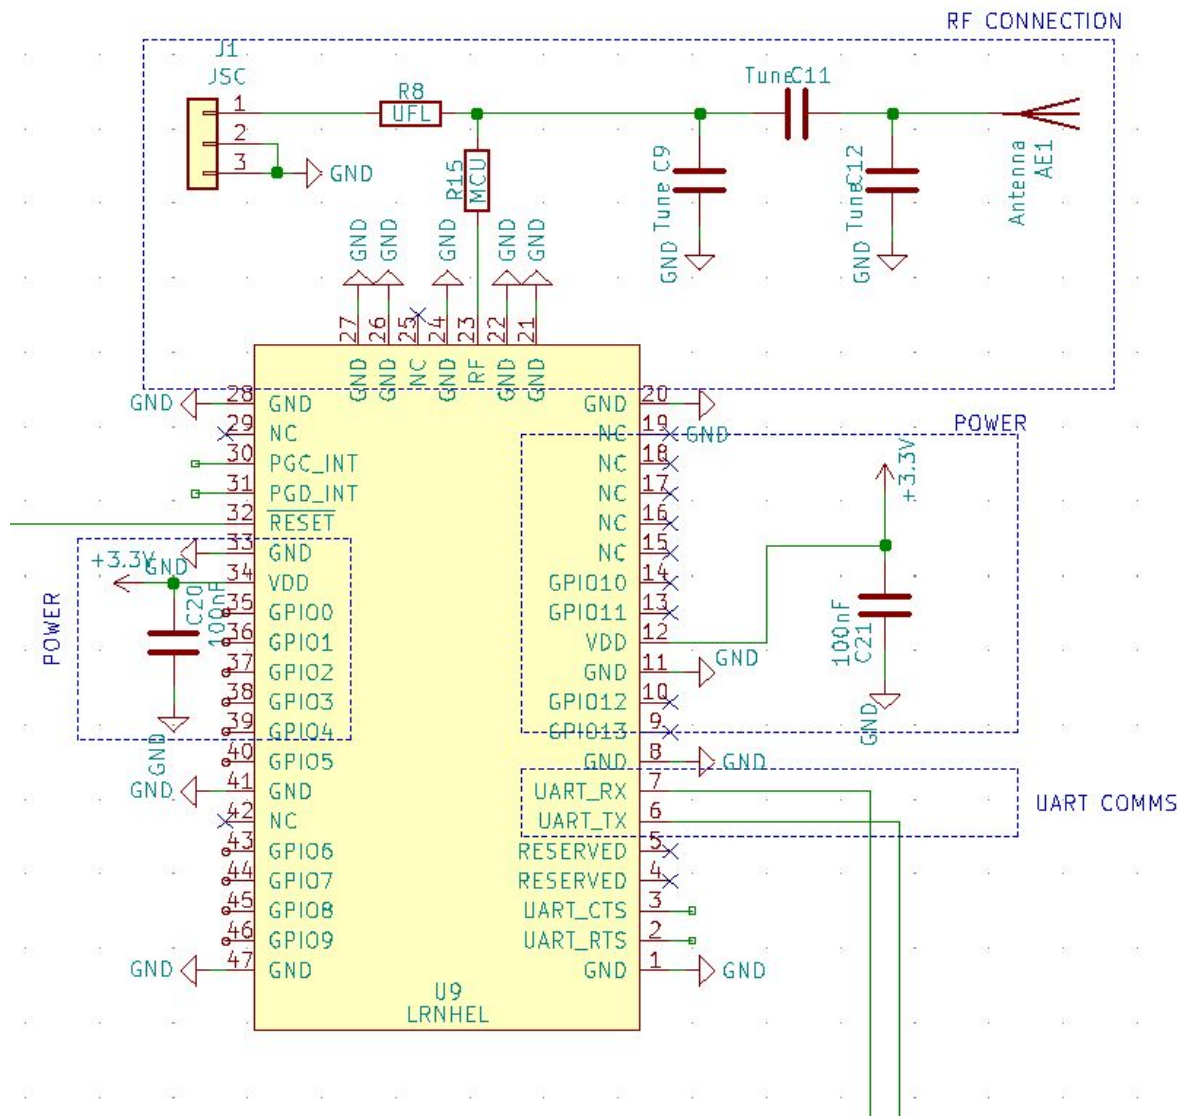 RF CONNECTION
J1
JSC
1
2
3
GND
R8
UFL
R15
MCU
Tune C11
Tune C9
GND
Tune C12
GND
Antenna
AE1
GND GND GND GND GND
27 26 25 24 23 22 21
GND GND NC GND RF GND GND
GND 28 GND
29 NC
30 PGC_INT
31 PGD_INT
32 RESET
GND 33 GND
34 VDD
35 GPIO0
36 GPIO1
37 GPIO2
38 GPIO3
39 GPIO4
40 GPIO5
GND 41 GND
42 NC
43 GPIO6
44 GPIO7
45 GPIO8
46 GPIO9
GND 47 GND
POWER
+3.3V
C20
100nF
GND
GND 20 GND
NC 19
NC 18
NC 17
NC 16
NC 15
GPIO10 14
GPIO11 13
VDD 12
GND 11 GND
GPIO12 10
GPIO13 9
GND 8 GND
UART_RX 7
UART_TX 6
RESERVED 5
RESERVED 4
UART_CTS 3
UART_RTS 2
GND 1 GND
POWER
+3.3V
100nF
C21
GND
UART COMMS
U9
LRNHEL